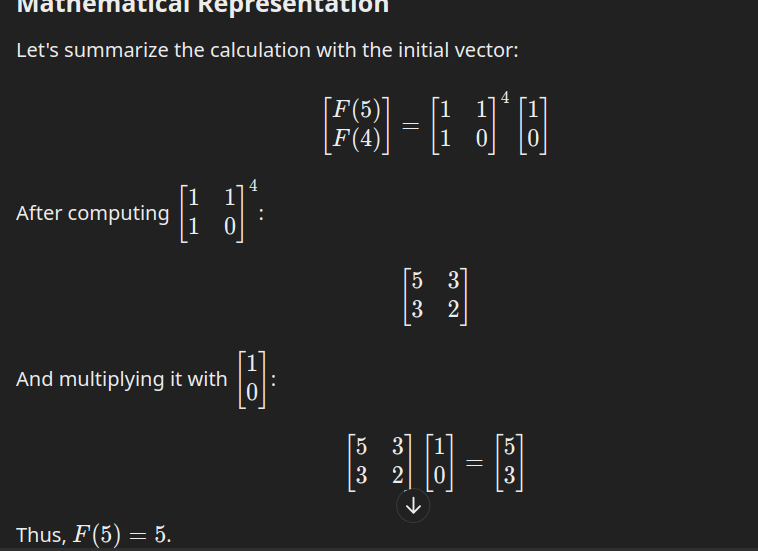 Mathematical Representation
Let's summarize the calculation with the initial vector:
[F(5)] = [1 1]⁴ [1]
[F(4)] [1 0] [0]
After computing [1 1]⁴ :
[1 0]
[5 3]
[3 2]
And multiplying it with [1] :
[0]
[5 3] [1] = [5]
[3 2] [0] [3]
Thus, F(5) = 5.